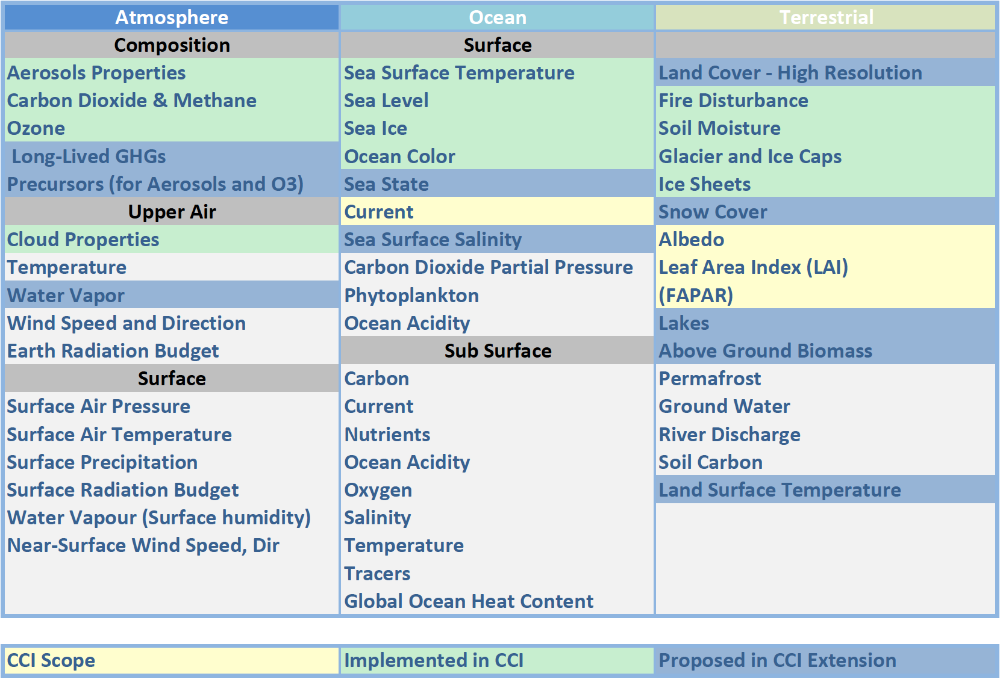 Atmosphere
Composition
Aerosols Properties
Carbon Dioxide & Methane
Ozone
Long-Lived GHGs
Precursors (for Aerosols and O3)
Upper Air
Cloud Properties
Temperature
Water Vapor
Wind Speed and Direction
Earth Radiation Budget
Surface
Surface Air Pressure
Surface Air Temperature
Surface Precipitation
Surface Radiation Budget
Water Vapour (Surface humidity)
Near-Surface Wind Speed, Dir
Ocean
Surface
Sea Surface Temperature
Sea Level
Sea Ice
Ocean Color
Sea State
Current
Sea Surface Salinity
Carbon Dioxide Partial Pressure
Phytoplankton
Ocean Acidity
Sub Surface
Carbon
Current
Nutrients
Ocean Acidity
Oxygen
Salinity
Temperature
Tracers
Global Ocean Heat Content
Terrestrial
Land Cover - High Resolution
Fire Disturbance
Soil Moisture
Glacier and Ice Caps
Ice Sheets
Snow Cover
Albedo
Leaf Area Index (LAI)
(FAPAR)
Lakes
Above Ground Biomass
Permafrost
Ground Water
River Discharge
Soil Carbon
Land Surface Temperature
CCI Scope
Implemented in CCI
Proposed in CCI Extension